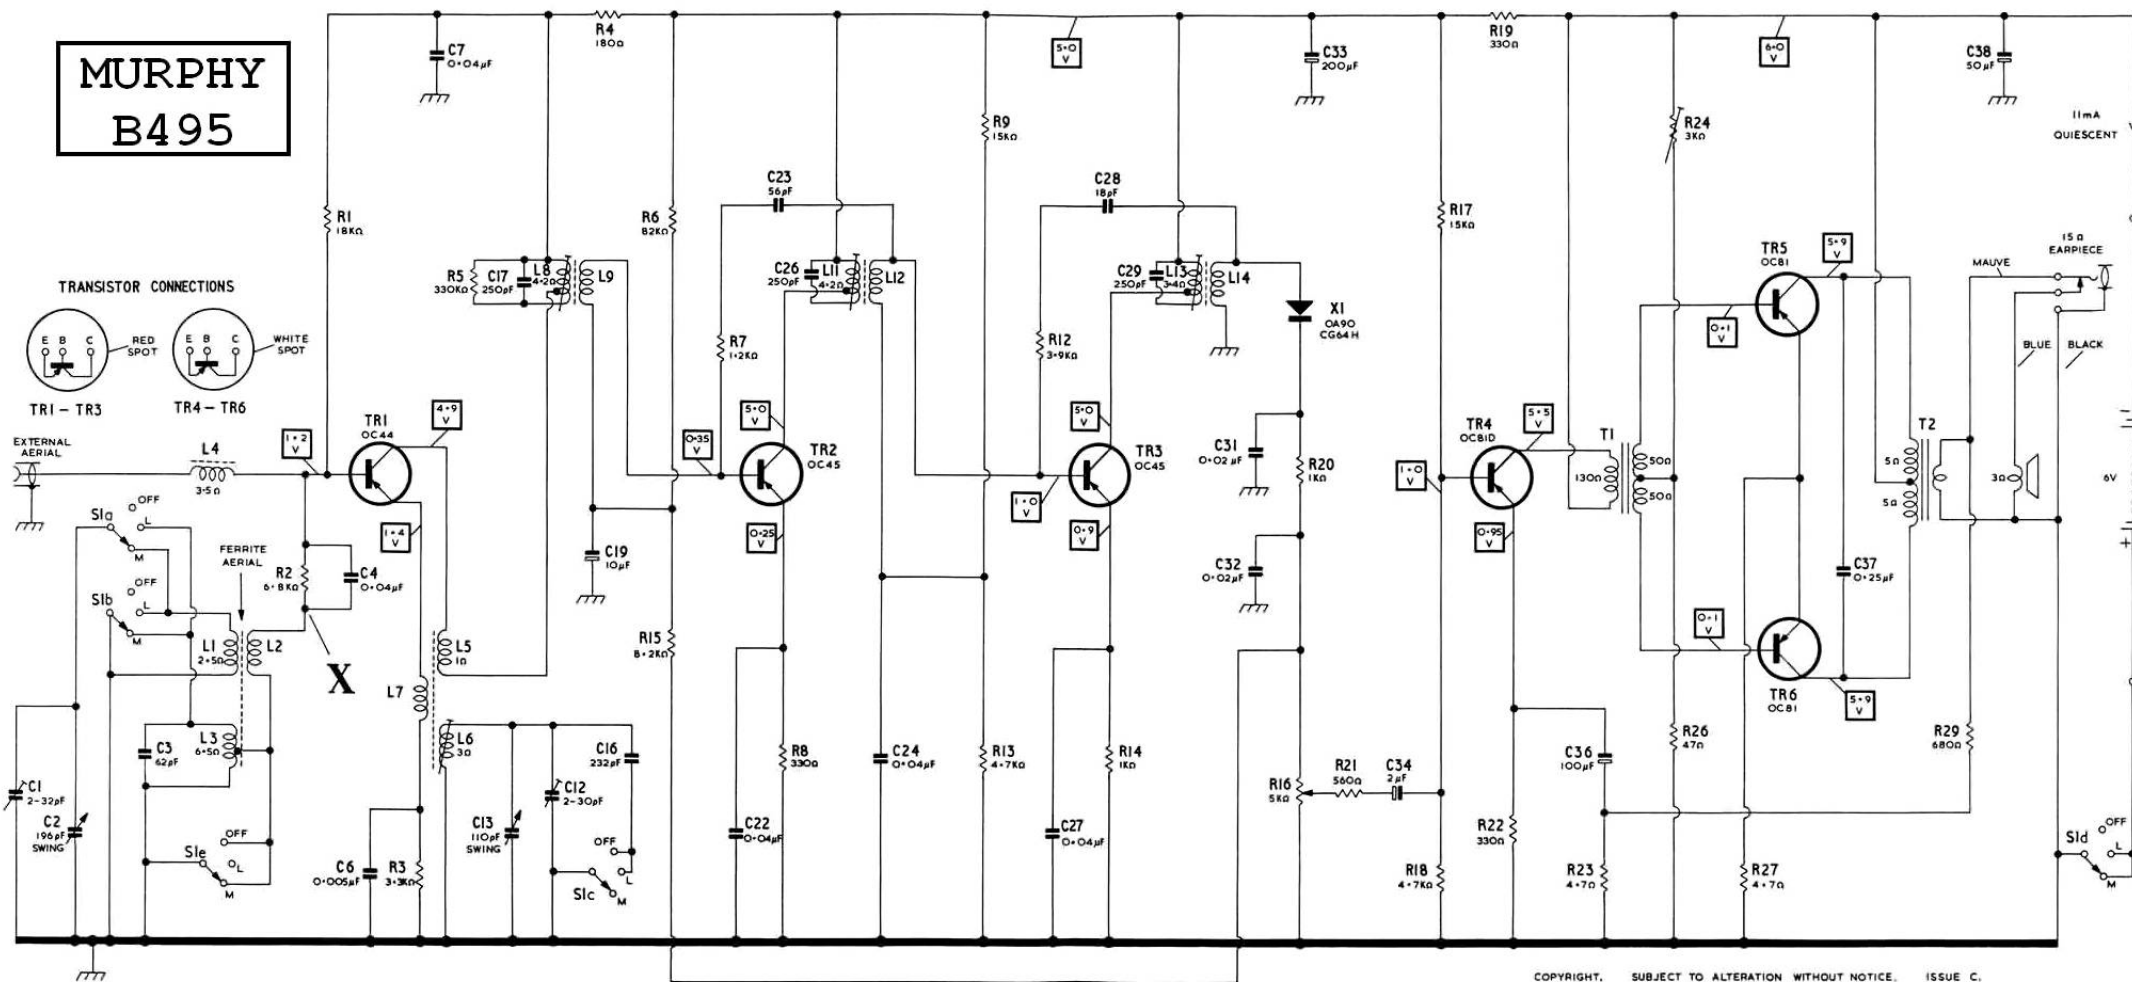 MURPHY
B495
R4
180Ω
C7
0·04µF
5·0
V
C33
200µF
R19
330Ω
6·0
V
C38
50µF
11mA
QUIESCENT
R9
15KΩ
R24
3KΩ
R1
18KΩ
R6
82KΩ
C23
56pF
C28
18pF
R17
15KΩ
TR5
OC81
5·9
V
15Ω
EARPIECE
MAUVE
TRANSISTOR CONNECTIONS
E B C
RED
SPOT
E B C
WHITE
SPOT
TR1 – TR3
TR4 – TR6
R5
330KΩ
C17
250pF
L8
4·2Ω
L9
C26
250pF
L11
4·2Ω
L12
C29
250pF
L13
3·4Ω
L14
X1
OA90
CG64H
R7
1·2KΩ
R12
3·9KΩ
0·1
V
BLUE
BLACK
EXTERNAL
AERIAL
L4
3·5Ω
1·2
V
TR1
OC44
4·9
V
1·4
V
0·35
V
5·0
V
TR2
OC45
0·25
V
5·0
V
TR3
OC45
1·0
V
0·9
V
C31
0·02µF
R20
1KΩ
1·0
V
TR4
OC81D
5·5
V
0·95
V
T1
130Ω
50Ω
50Ω
T2
5Ω
5Ω
3Ω
6V
+
S1a
OFF
L
M
FERRITE
AERIAL
R2
6·8KΩ
C4
0·04µF
C19
10µF
C32
0·02µF
C37
0·25µF
S1b
OFF
L
M
L1
2·5Ω
L2
X
L5
1Ω
L7
R15
8·2KΩ
0·1
V
TR6
OC81
5·9
V
C3
62pF
L3
6·5Ω
L6
3Ω
C16
232pF
R8
330Ω
C24
0·04µF
R13
4·7KΩ
R14
1KΩ
R16
5KΩ
R21
560Ω
C34
2µF
C36
100µF
R26
47Ω
R29
680Ω
C1
2-32pF
C2
196pF
SWING
C13
110pF
SWING
C12
2-30pF
C22
0·04µF
C27
0·04µF
R22
330Ω
S1e
OFF
L
M
C6
0·005µF
R3
3·3KΩ
S1c
OFF
L
M
R18
4·7KΩ
R23
4·7Ω
R27
4·7Ω
S1d
OFF
L
M
COPYRIGHT. SUBJECT TO ALTERATION WITHOUT NOTICE. ISSUE C.